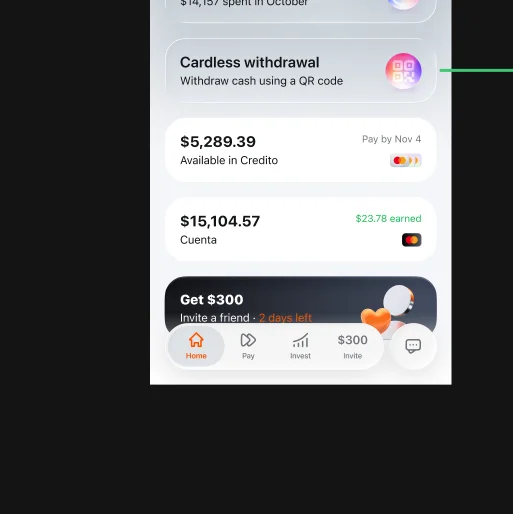 $14,157 spent in October
Cardless withdrawal
Withdraw cash using a QR code
$5,289.39
Pay by Nov 4
Available in Credito
$15,104.57
$23.78 earned
Cuenta
Get $300
Invite a friend · 2 days left
$300
Home
Pay
Invest
Invite